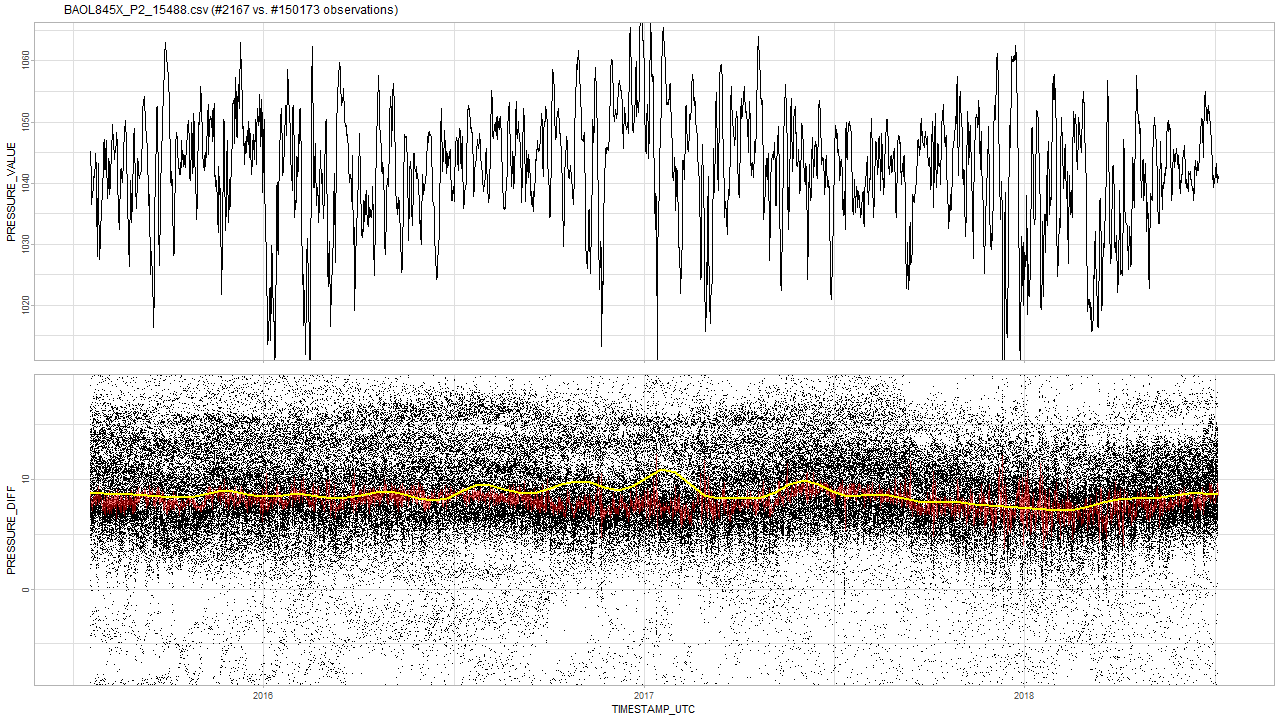 BAOL845X_P2_15488.csv (#2167 vs. #150173 observations)
PRESSURE_VALUE
1060
1050
1040
1030
1020
PRESSURE_DIFF
10
0
2016
2017
2018
TIMESTAMP_UTC